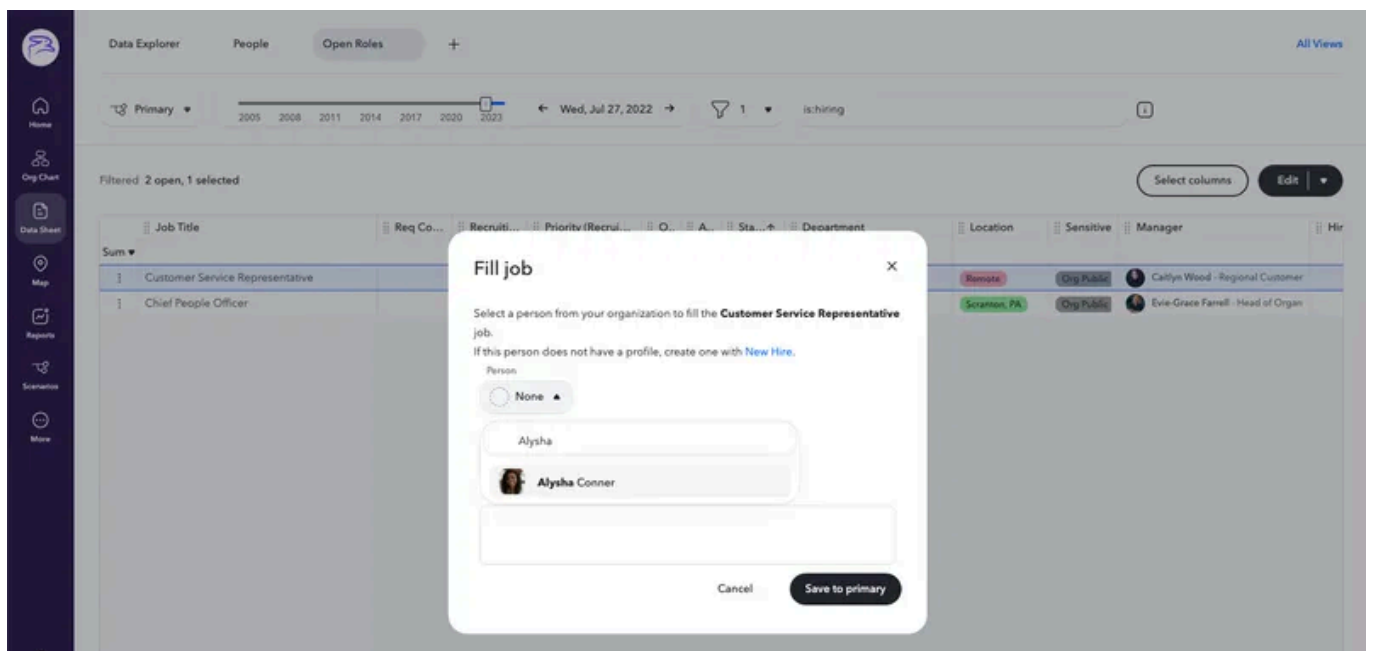 Data Explorer People Open Roles + All Views
Primary 2005 2008 2011 2014 2017 2020 2023 ← Wed, Jul 27, 2022 → 1 is:hiring
Home
Org Chart
Data Sheet
Map
Reports
Scenarios
More
Filtered 2 open, 1 selected Select columns Edit
Job Title Req Co... Recruiti... Priority (Recrui... O.. A.. Sta...↑ Department Location Sensitive Manager Hir
Sum
Customer Service Representative Remote Org Public Caitlyn Wood - Regional Customer
Chief People Officer Scranton, PA Org Public Evie-Grace Farrell - Head of Organ
Fill job
Select a person from your organization to fill the Customer Service Representative
job.
If this person does not have a profile, create one with New Hire.
Person
None
Alysha
Alysha Conner
Cancel Save to primary